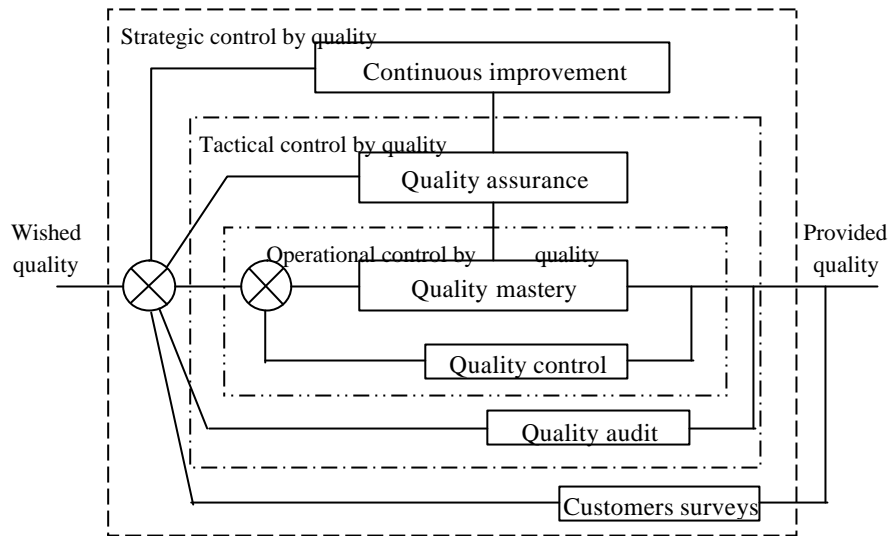 Strategic control by quality
Continuous improvement
Tactical control by quality
Quality assurance
Wished
quality
Operational control by quality
Provided
quality
Quality mastery
Quality control
Quality audit
Customers surveys